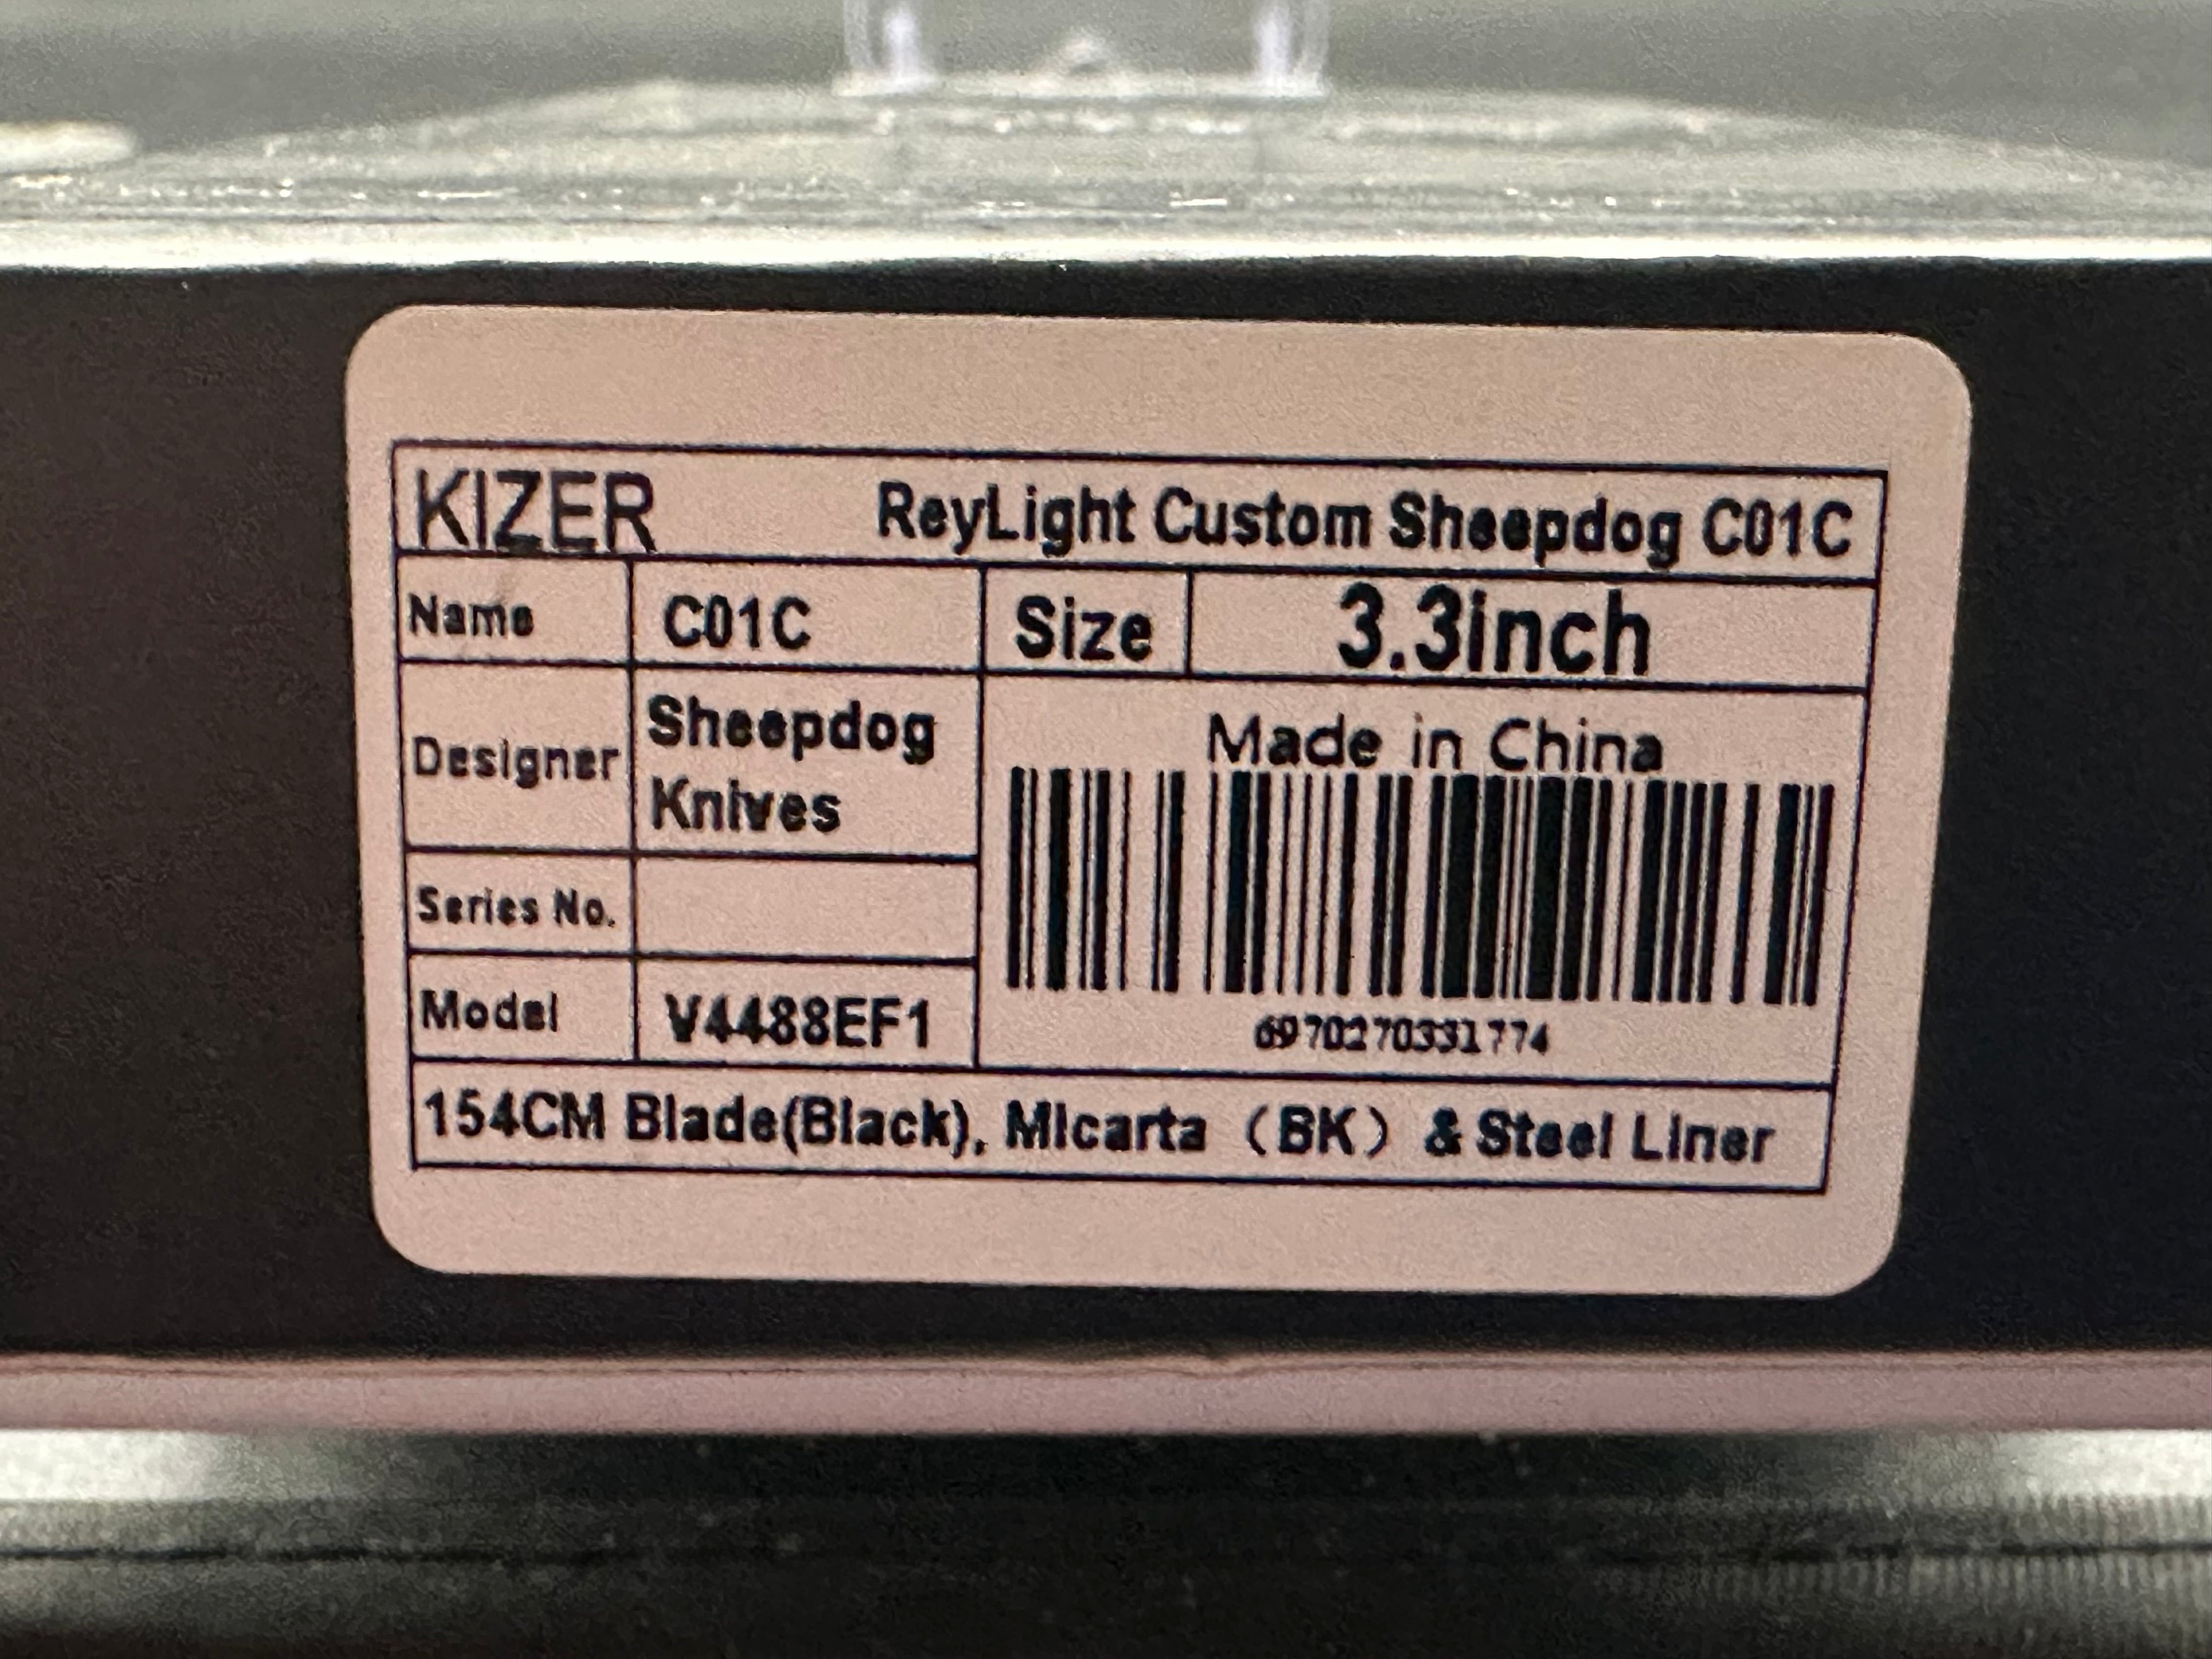 KIZER ReyLight Custom Sheepdog C01C
Name C01C Size 3.3inch
Designer Sheepdog Knives
Made in China
Series No.
Model V4488EF1
6970270331774
154CM Blade(Black), Micarta（BK）& Steel Liner